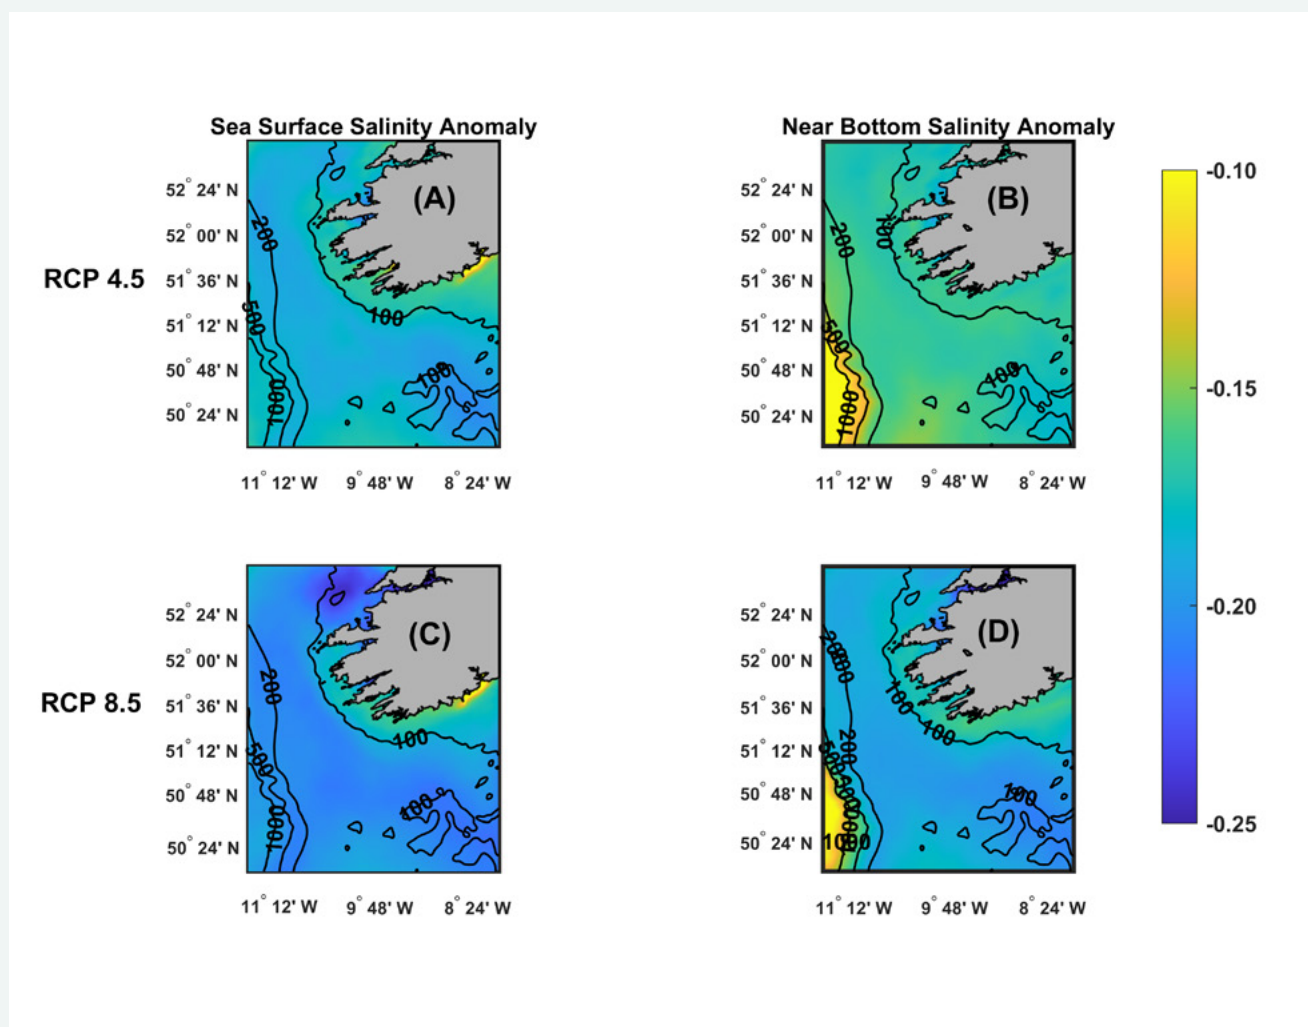 Sea Surface Salinity Anomaly
Near Bottom Salinity Anomaly
RCP 4.5
52° 24' N
52° 00' N
51° 36' N
51° 12' N
50° 48' N
50° 24' N
(A)
200
500
1000
100
100
11° 12' W 9° 48' W 8° 24' W
52° 24' N
52° 00' N
51° 36' N
51° 12' N
50° 48' N
50° 24' N
(B)
100
200
500
1000
100
11° 12' W 9° 48' W 8° 24' W
-0.10
-0.15
-0.20
-0.25
RCP 8.5
52° 24' N
52° 00' N
51° 36' N
51° 12' N
50° 48' N
50° 24' N
(C)
200
500
1000
100
100
11° 12' W 9° 48' W 8° 24' W
52° 24' N
52° 00' N
51° 36' N
51° 12' N
50° 48' N
50° 24' N
(D)
100
100
200
100
1000
11° 12' W 9° 48' W 8° 24' W